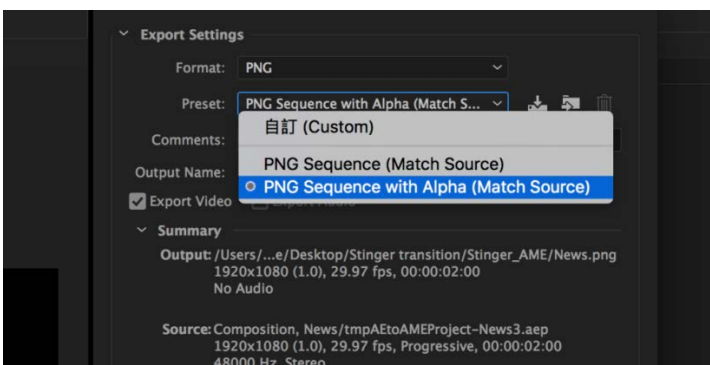 Export Settings
Format: PNG
Preset: PNG Sequence with Alpha (Match S...
自訂 (Custom)
Comments:
PNG Sequence (Match Source)
Output Name:
PNG Sequence with Alpha (Match Source)
Export Video Export Audio
Summary
Output: /Users/...e/Desktop/Stinger transition/Stinger_AME/News.png
1920x1080 (1.0), 29.97 fps, 00:00:02:00
No Audio
Source: Composition, News/tmpAEtoAMEProject-News3.aep
1920x1080 (1.0), 29.97 fps, Progressive, 00:00:02:00
48000 Hz, Stereo